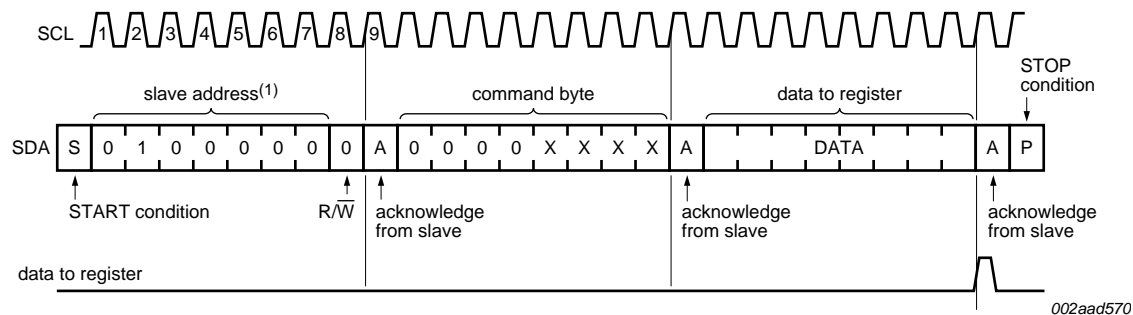 SCL 1 2 3 4 5 6 7 8 9
STOP
condition
slave address(1) command byte data to register
SDA S 0 1 0 0 0 0 0 0 A 0 0 0 0 X X X X A DATA A P
START condition R/W̅ acknowledge from slave acknowledge from slave acknowledge from slave
data to register
002aad570